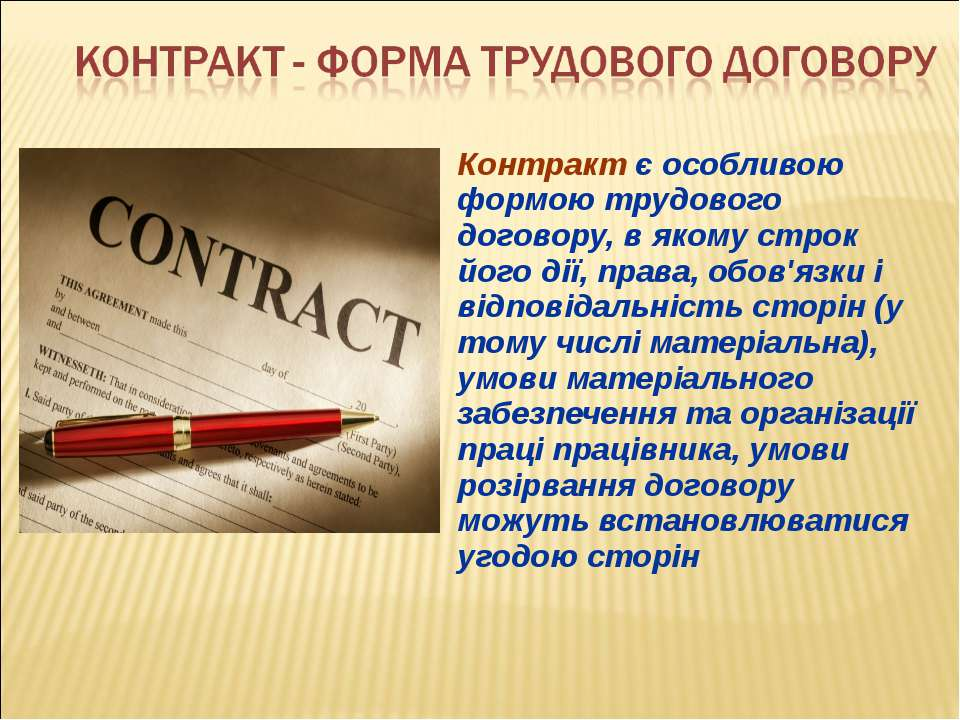 КОНТРАКТ - ФОРМА ТРУДОВОГО ДОГОВОРУ
Контракт є особливою
формою трудового
договору, в якому строк
його дії, права, обов'язки і
відповідальність сторін (у
тому числі матеріальна),
умови матеріального
забезпечення та організації
праці працівника, умови
розірвання договору
можуть встановлюватися
угодою сторін
CONTRACT
THIS AGREEMENT made this
by
day of
and between
, 20
and
WITNESSETH: That in consideration
kept and performed on the
(First Party)
I. Said party of
(Second Party),
covenants and agreements to be
respectively as herein stated:
and agrees that it shall:
said party of the second